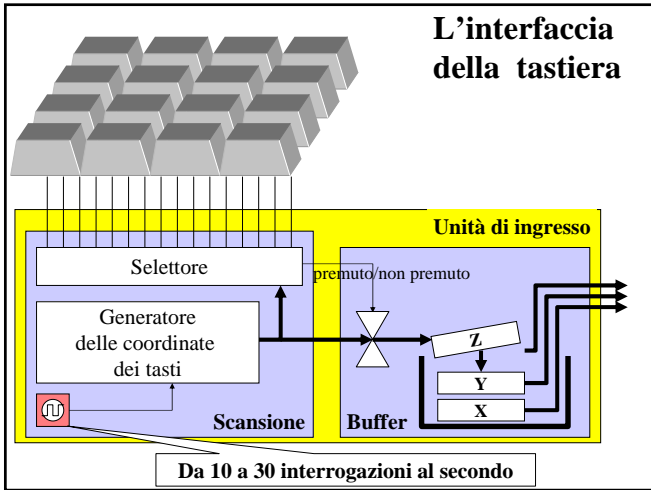 L'interfaccia
della tastiera
Unità di ingresso
Selettore
premuto/non premuto
Generatore
delle coordinate
dei tasti
Z
Y
X
Scansione
Buffer
Da 10 a 30 interrogazioni al secondo